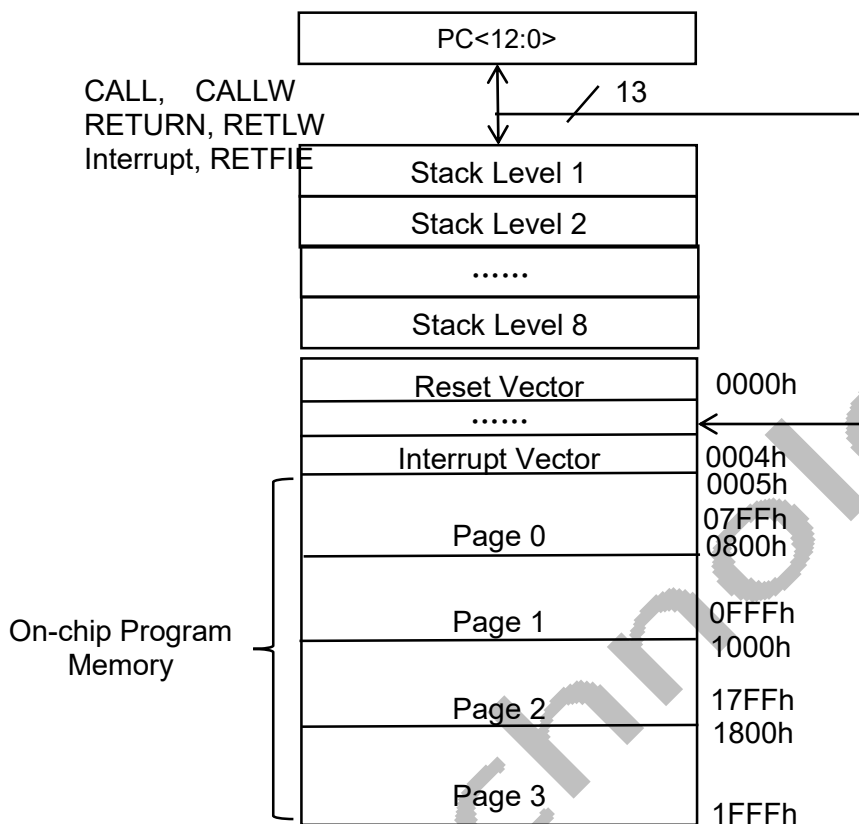 PC<12:0>
13
CALL, CALLW
RETURN, RETLW
Interrupt, RETFIE
Stack Level 1
Stack Level 2
……
Stack Level 8
Reset Vector 0000h
……
Interrupt Vector 0004h
0005h
07FFh
Page 0
0800h
0FFFh
Page 1
1000h
On-chip Program
Memory
17FFh
Page 2
1800h
Page 3
1FFFh